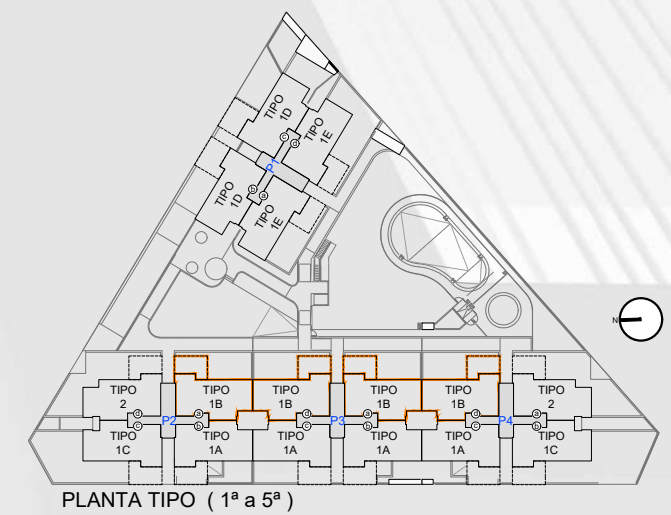 TIPO
1D
TIPO
1E
c
d
P1
TIPO
1D
b
a
TIPO
1E
N
TIPO
2
TIPO
1B
TIPO
1B
TIPO
1B
TIPO
1B
TIPO
2
d
a
d
a
d
a
P2
P3
P4
c
b
c
b
c
b
TIPO
1C
TIPO
1A
TIPO
1A
TIPO
1A
TIPO
1A
TIPO
1C
PLANTA TIPO ( 1ª a 5ª )